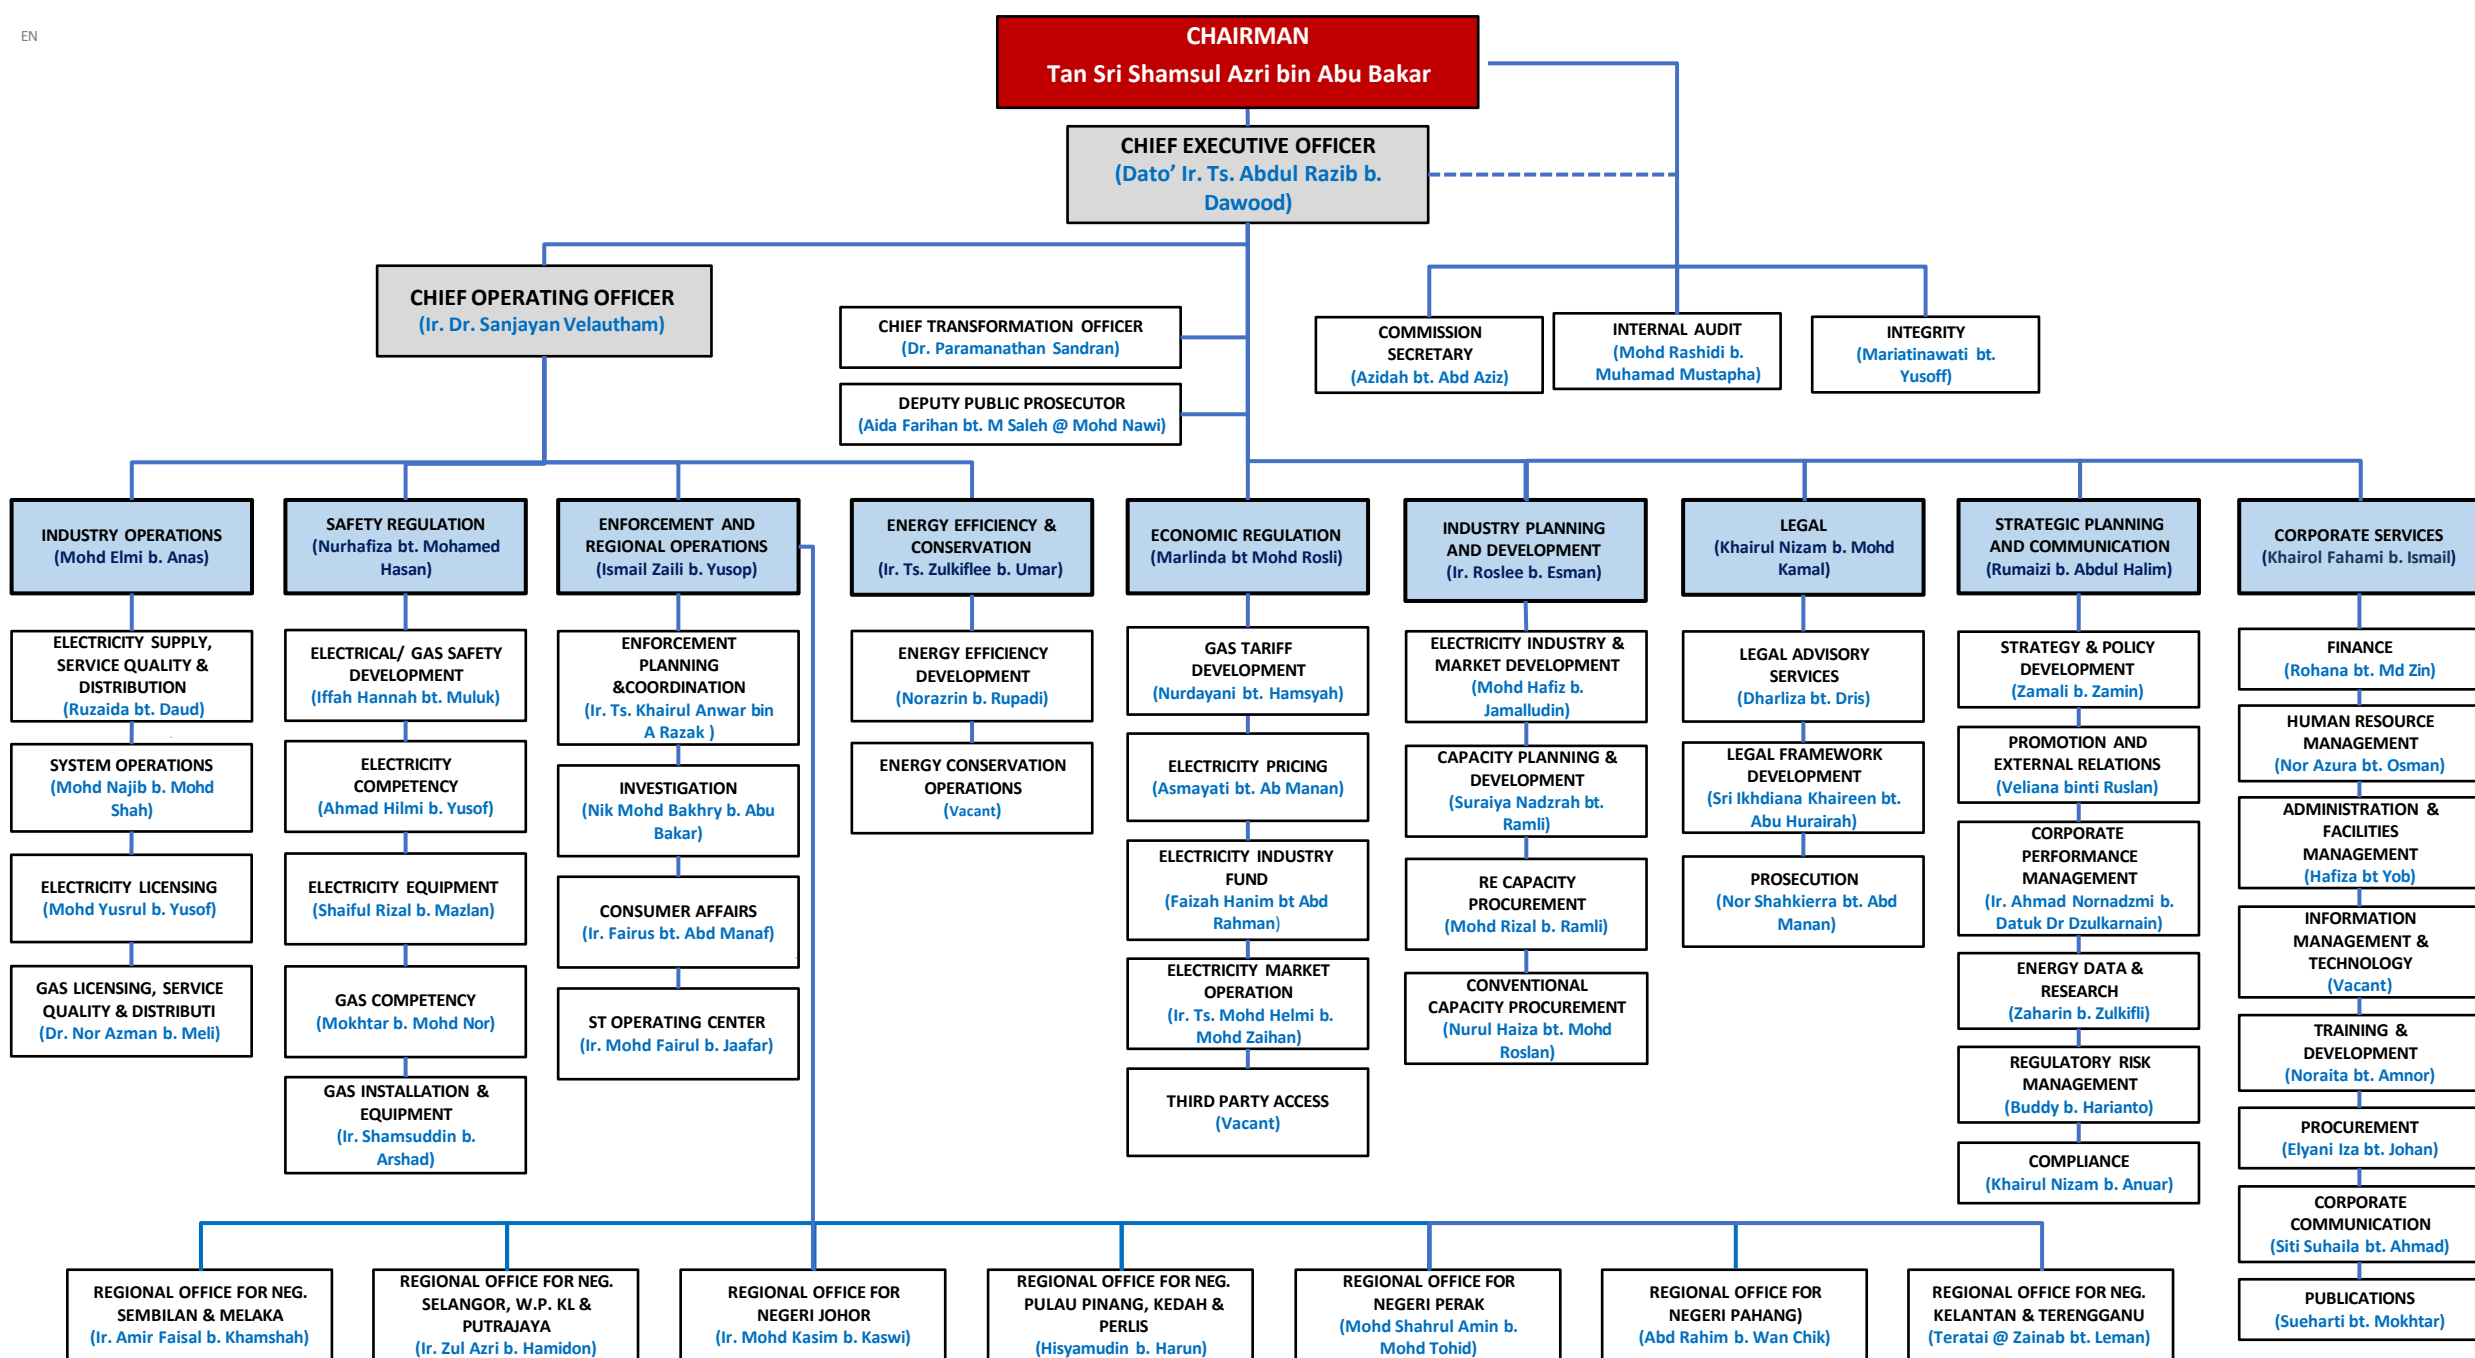 EN
CHAIRMAN
Tan Sri Shamsul Azri bin Abu Bakar
CHIEF EXECUTIVE OFFICER
(Dato’ Ir. Ts. Abdul Razib b.
Dawood)
CHIEF OPERATING OFFICER
(Ir. Dr. Sanjayan Velautham)
CHIEF TRANSFORMATION OFFICER
(Dr. Paramanathan Sandran)
DEPUTY PUBLIC PROSECUTOR
(Aida Farihan bt. M Saleh @ Mohd Nawi)
COMMISSION
SECRETARY
(Azidah bt. Abd Aziz)
INTERNAL AUDIT
(Mohd Rashidi b.
Muhamad Mustapha)
INTEGRITY
(Mariatinawati bt.
Yusoff)
INDUSTRY OPERATIONS
(Mohd Elmi b. Anas)
SAFETY REGULATION
(Nurhafiza bt. Mohamed
Hasan)
ENFORCEMENT AND
REGIONAL OPERATIONS
(Ismail Zaili b. Yusop)
ENERGY EFFICIENCY &
CONSERVATION
(Ir. Ts. Zulkiflee b. Umar)
ECONOMIC REGULATION
(Marlinda bt Mohd Rosli)
INDUSTRY PLANNING
AND DEVELOPMENT
(Ir. Roslee b. Esman)
LEGAL
(Khairul Nizam b. Mohd
Kamal)
STRATEGIC PLANNING
AND COMMUNICATION
(Rumaizi b. Abdul Halim)
CORPORATE SERVICES
(Khairol Fahami b. Ismail)
ELECTRICITY SUPPLY,
SERVICE QUALITY &
DISTRIBUTION
(Ruzaida bt. Daud)
SYSTEM OPERATIONS
(Mohd Najib b. Mohd
Shah)
ELECTRICITY LICENSING
(Mohd Yusrul b. Yusof)
GAS LICENSING, SERVICE
QUALITY & DISTRIBUTI
(Dr. Nor Azman b. Meli)
ELECTRICAL/ GAS SAFETY
DEVELOPMENT
(Iffah Hannah bt. Muluk)
ELECTRICITY
COMPETENCY
(Ahmad Hilmi b. Yusof)
ELECTRICITY EQUIPMENT
(Shaiful Rizal b. Mazlan)
GAS COMPETENCY
(Mokhtar b. Mohd Nor)
GAS INSTALLATION &
EQUIPMENT
(Ir. Shamsuddin b.
Arshad)
ENFORCEMENT
PLANNING
&COORDINATION
(Ir. Ts. Khairul Anwar bin
A Razak )
INVESTIGATION
(Nik Mohd Bakhry b. Abu
Bakar)
CONSUMER AFFAIRS
(Ir. Fairus bt. Abd Manaf)
ST OPERATING CENTER
(Ir. Mohd Fairul b. Jaafar)
ENERGY EFFICIENCY
DEVELOPMENT
(Norazrin b. Rupadi)
ENERGY CONSERVATION
OPERATIONS
(Vacant)
GAS TARIFF
DEVELOPMENT
(Nurdayani bt. Hamsyah)
ELECTRICITY PRICING
(Asmayati bt. Ab Manan)
ELECTRICITY INDUSTRY
FUND
(Faizah Hanim bt Abd
Rahman)
ELECTRICITY MARKET
OPERATION
(Ir. Ts. Mohd Helmi b.
Mohd Zaihan)
THIRD PARTY ACCESS
(Vacant)
ELECTRICITY INDUSTRY &
MARKET DEVELOPMENT
(Mohd Hafiz b.
Jamalludin)
CAPACITY PLANNING &
DEVELOPMENT
(Suraiya Nadzrah bt.
Ramli)
RE CAPACITY
PROCUREMENT
(Mohd Rizal b. Ramli)
CONVENTIONAL
CAPACITY PROCUREMENT
(Nurul Haiza bt. Mohd
Roslan)
LEGAL ADVISORY
SERVICES
(Dharliza bt. Dris)
LEGAL FRAMEWORK
DEVELOPMENT
(Sri Ikhdiana Khaireen bt.
Abu Hurairah)
PROSECUTION
(Nor Shahkierra bt. Abd
Manan)
STRATEGY & POLICY
DEVELOPMENT
(Zamali b. Zamin)
PROMOTION AND
EXTERNAL RELATIONS
(Veliana binti Ruslan)
CORPORATE
PERFORMANCE
MANAGEMENT
(Ir. Ahmad Nornadzmi b.
Datuk Dr Dzulkarnain)
ENERGY DATA &
RESEARCH
(Zaharin b. Zulkifli)
REGULATORY RISK
MANAGEMENT
(Buddy b. Harianto)
COMPLIANCE
(Khairul Nizam b. Anuar)
FINANCE
(Rohana bt. Md Zin)
HUMAN RESOURCE
MANAGEMENT
(Nor Azura bt. Osman)
ADMINISTRATION &
FACILITIES
MANAGEMENT
(Hafiza bt Yob)
INFORMATION
MANAGEMENT &
TECHNOLOGY
(Vacant)
TRAINING &
DEVELOPMENT
(Noraita bt. Amnor)
PROCUREMENT
(Elyani Iza bt. Johan)
CORPORATE
COMMUNICATION
(Siti Suhaila bt. Ahmad)
PUBLICATIONS
(Sueharti bt. Mokhtar)
REGIONAL OFFICE FOR NEG.
SEMBILAN & MELAKA
(Ir. Amir Faisal b. Khamshah)
REGIONAL OFFICE FOR NEG.
SELANGOR, W.P. KL &
PUTRAJAYA
(Ir. Zul Azri b. Hamidon)
REGIONAL OFFICE FOR
NEGERI JOHOR
(Ir. Mohd Kasim b. Kaswi)
REGIONAL OFFICE FOR NEG.
PULAU PINANG, KEDAH &
PERLIS
(Hisyamudin b. Harun)
REGIONAL OFFICE FOR
NEGERI PERAK
(Mohd Shahrul Amin b.
Mohd Tohid)
REGIONAL OFFICE FOR
NEGERI PAHANG)
(Abd Rahim b. Wan Chik)
REGIONAL OFFICE FOR NEG.
KELANTAN & TERENGGANU
(Teratai @ Zainab bt. Leman)